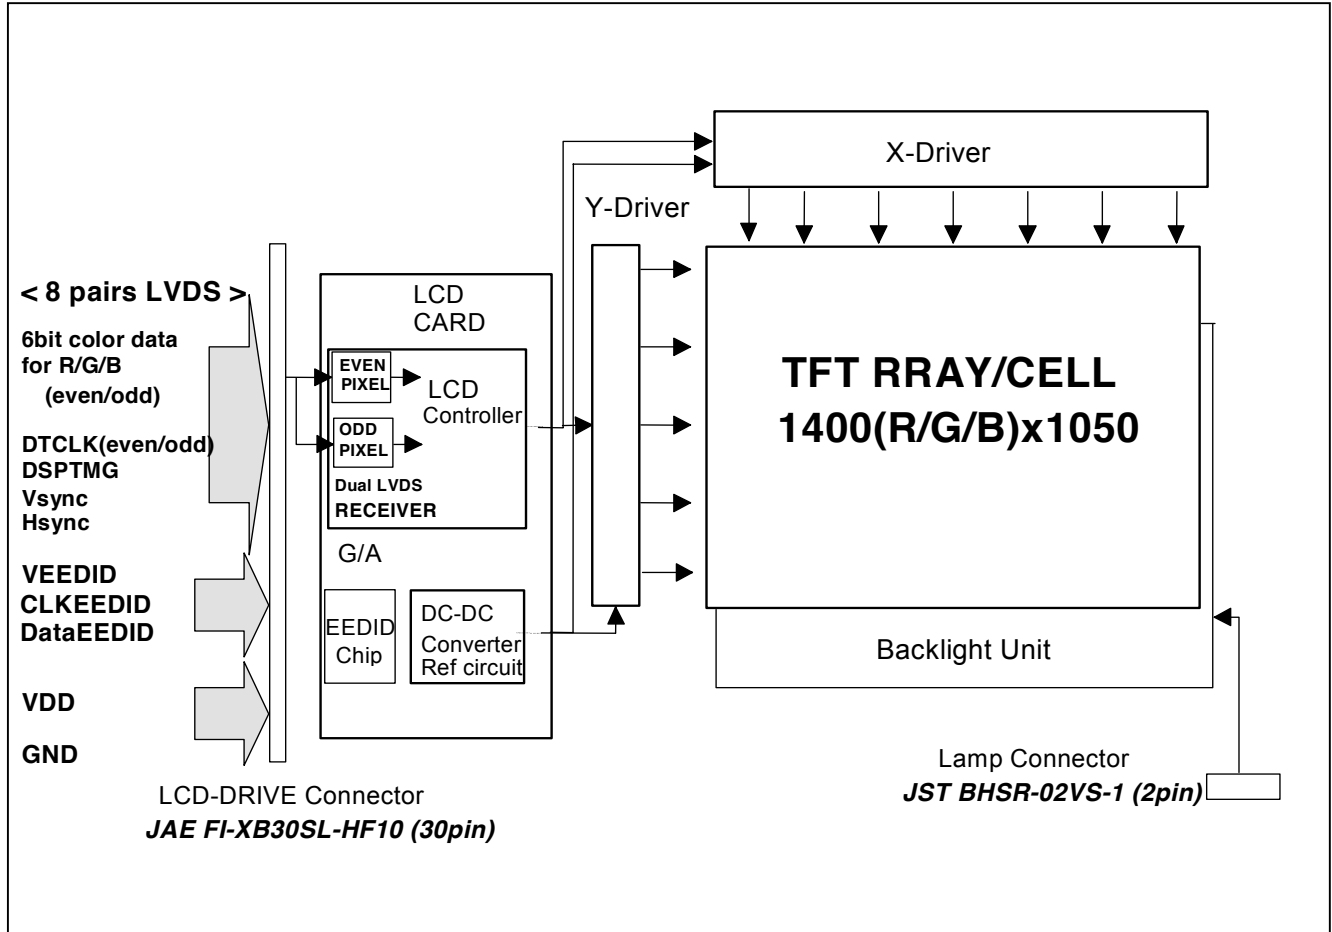 X-Driver
Y-Driver
< 8 pairs LVDS >
6bit color data
for R/G/B
(even/odd)
DTCLK(even/odd)
DSPTMG
Vsync
Hsync
VEEDID
CLKEEDID
DataEEDID
VDD
GND
LCD
CARD
EVEN
PIXEL
LCD
Controller
ODD
PIXEL
Dual LVDS
RECEIVER
G/A
EEDID
Chip
DC-DC
Converter
Ref circuit
TFT RRAY/CELL
1400(R/G/B)x1050
Backlight Unit
LCD-DRIVE Connector
JAE FI-XB30SL-HF10 (30pin)
Lamp Connector
JST BHSR-02VS-1 (2pin)